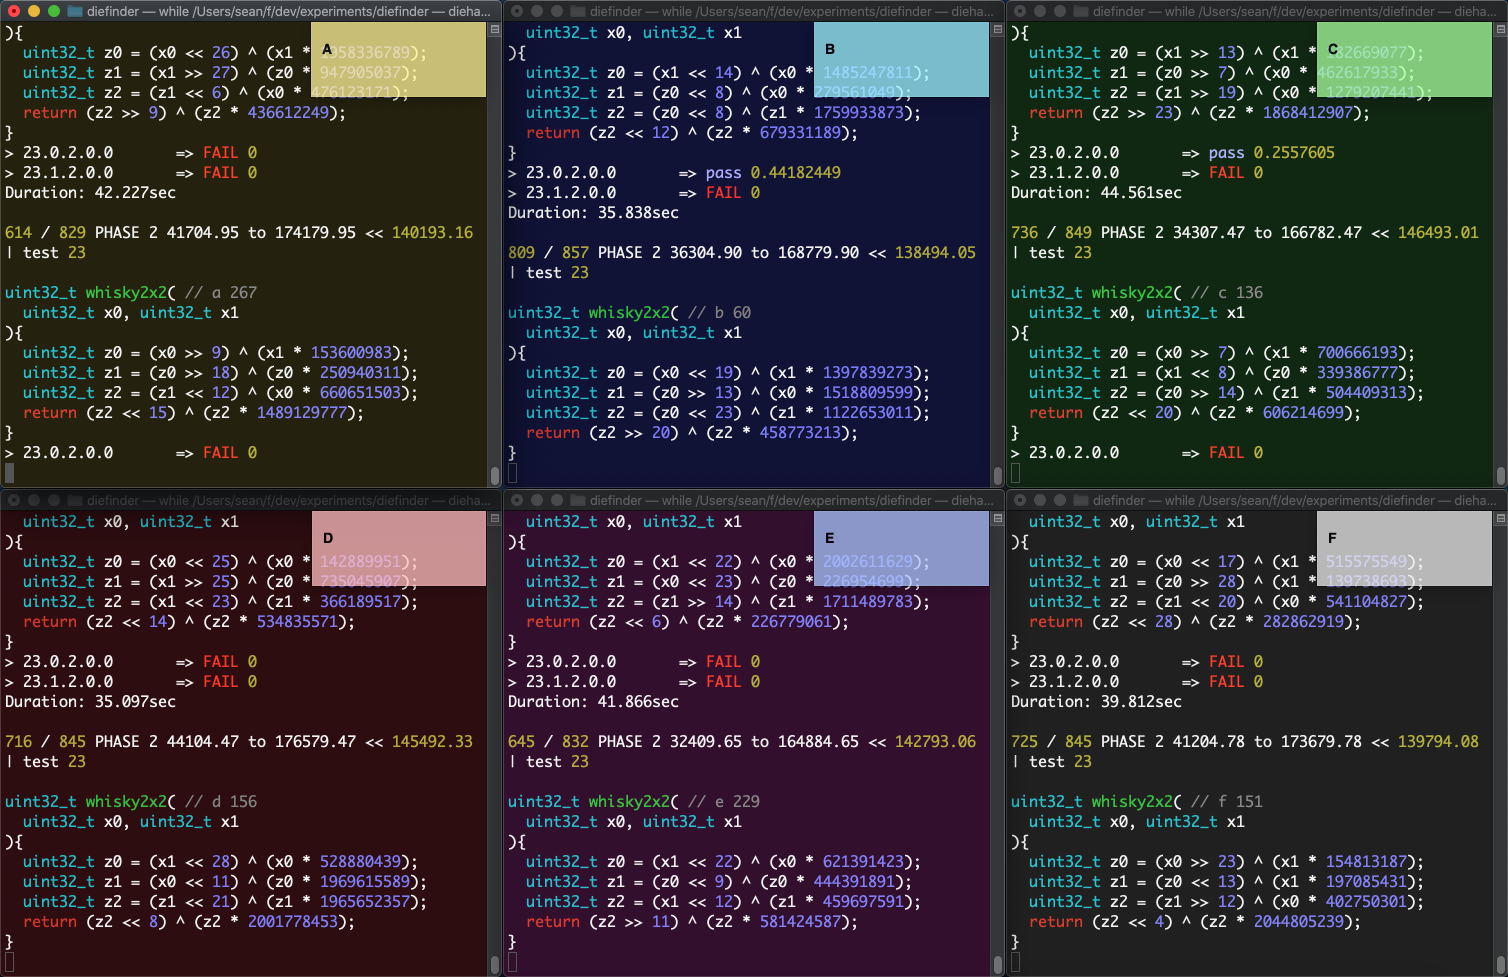 diefinder — while /Users/sean/f/dev/experiments/diefinder — dieha...
A
){
uint32_t z0 = (x0 << 26) ^ (x1 * 1958336789);
uint32_t z1 = (x1 >> 27) ^ (z0 * 947905037);
uint32_t z2 = (z1 << 6) ^ (x0 * 476123171);
return (z2 >> 9) ^ (z2 * 436612249);
}
> 23.0.2.0.0 => FAIL 0
> 23.1.2.0.0 => FAIL 0
Duration: 42.227sec
614 / 829 PHASE 2 41704.95 to 174179.95 << 140193.16
| test 23
uint32_t whisky2x2( // a 267
uint32_t x0, uint32_t x1
){
uint32_t z0 = (x0 >> 9) ^ (x1 * 153600983);
uint32_t z1 = (z0 >> 18) ^ (z0 * 250940311);
uint32_t z2 = (z1 << 12) ^ (x0 * 660651503);
return (z2 << 15) ^ (z2 * 1489129777);
}
> 23.0.2.0.0 => FAIL 0
diefinder — while /Users/sean/f/dev/experiments/diefinder — dieha...
B
uint32_t x0, uint32_t x1
){
uint32_t z0 = (x1 << 14) ^ (x0 * 1485247811);
uint32_t z1 = (z0 << 8) ^ (x0 * 279561049);
uint32_t z2 = (z0 << 8) ^ (z1 * 1759933873);
return (z2 << 12) ^ (z2 * 679331189);
}
> 23.0.2.0.0 => pass 0.44182449
> 23.1.2.0.0 => FAIL 0
Duration: 35.838sec
809 / 857 PHASE 2 36304.90 to 168779.90 << 138494.05
| test 23
uint32_t whisky2x2( // b 60
uint32_t x0, uint32_t x1
){
uint32_t z0 = (x0 << 19) ^ (x1 * 1397839273);
uint32_t z1 = (z0 >> 13) ^ (x0 * 1518809599);
uint32_t z2 = (x0 << 23) ^ (z1 * 1122653011);
return (z2 >> 20) ^ (z2 * 458773213);
}
diefinder — while /Users/sean/f/dev/experiments/diefinder — dieha...
C
){
uint32_t z0 = (x1 >> 13) ^ (x1 *
uint32_t z1 = (z0 >> 7) ^ (x0 * 462617933);
uint32_t z2 = (z1 >> 19) ^ (x0 * 1279207441);
return (z2 >> 23) ^ (z2 * 1868412907);
}
> 23.0.2.0.0 => pass 0.2557605
> 23.1.2.0.0 => FAIL 0
Duration: 44.561sec
736 / 849 PHASE 2 34307.47 to 166782.47 << 146493.01
| test 23
uint32_t whisky2x2( // c 136
uint32_t x0, uint32_t x1
){
uint32_t z0 = (x0 >> 7) ^ (x1 * 700666193);
uint32_t z1 = (x1 << 8) ^ (z0 * 339386777);
uint32_t z2 = (z0 >> 14) ^ (z1 * 504409313);
return (z2 << 20) ^ (z2 * 606214699);
}
> 23.0.2.0.0 => FAIL 0
diefinder — while /Users/sean/f/dev/experiments/diefinder — dieha...
D
uint32_t x0, uint32_t x1
){
uint32_t z0 = (x0 << 25) ^ (x0 * 142889951);
uint32_t z1 = (x1 >> 25) ^ (z0 * 735045907);
uint32_t z2 = (x1 << 23) ^ (z1 * 366189517);
return (z2 << 14) ^ (z2 * 534835571);
}
> 23.0.2.0.0 => FAIL 0
> 23.1.2.0.0 => FAIL 0
Duration: 35.097sec
716 / 845 PHASE 2 44104.47 to 176579.47 << 145492.33
| test 23
uint32_t whisky2x2( // d 156
uint32_t x0, uint32_t x1
){
uint32_t z0 = (x1 << 28) ^ (x0 * 528880439);
uint32_t z1 = (x0 << 11) ^ (z0 * 1969615589);
uint32_t z2 = (z1 << 21) ^ (z1 * 1965652357);
return (z2 << 8) ^ (z2 * 2001778453);
}
diefinder — while /Users/sean/f/dev/experiments/diefinder — dieha...
E
uint32_t x0, uint32_t x1
){
uint32_t z0 = (x1 << 22) ^ (x0 * 2002611629);
uint32_t z1 = (x0 << 23) ^ (z0 * 226954699);
uint32_t z2 = (z1 >> 14) ^ (z1 * 1711489783);
return (z2 << 6) ^ (z2 * 226779061);
}
> 23.0.2.0.0 => FAIL 0
> 23.1.2.0.0 => FAIL 0
Duration: 41.866sec
645 / 832 PHASE 2 32409.65 to 164884.65 << 142793.06
| test 23
uint32_t whisky2x2( // e 229
uint32_t x0, uint32_t x1
){
uint32_t z0 = (x1 << 22) ^ (x0 * 621391423);
uint32_t z1 = (z0 << 9) ^ (z0 * 444391891);
uint32_t z2 = (x1 << 12) ^ (z1 * 459697591);
return (z2 >> 11) ^ (z2 * 581424587);
}
diefinder — while /Users/sean/f/dev/experiments/diefinder — dieha...
F
uint32_t x0, uint32_t x1
){
uint32_t z0 = (x0 << 17) ^ (x1 * 515575549);
uint32_t z1 = (z0 >> 28) ^ (x1 * 139738693);
uint32_t z2 = (z1 << 20) ^ (x0 * 541104827);
return (z2 << 28) ^ (z2 * 282862919);
}
> 23.0.2.0.0 => FAIL 0
> 23.1.2.0.0 => FAIL 0
Duration: 39.812sec
725 / 845 PHASE 2 41204.78 to 173679.78 << 139794.08
| test 23
uint32_t whisky2x2( // f 151
uint32_t x0, uint32_t x1
){
uint32_t z0 = (x0 >> 23) ^ (x1 * 154813187);
uint32_t z1 = (z0 << 13) ^ (x1 * 197085431);
uint32_t z2 = (z1 >> 12) ^ (x0 * 402750301);
return (z2 << 4) ^ (z2 * 2044805239);
}